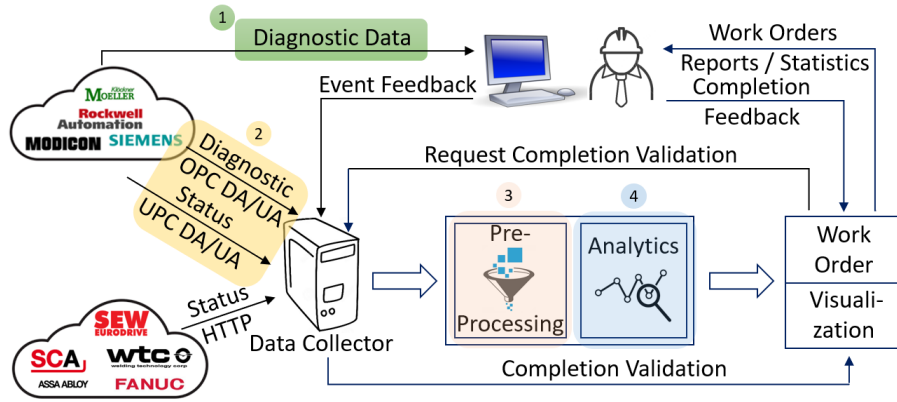 1
Diagnostic Data
Work Orders
Reports / Statistics
Completion
Feedback
Event Feedback
Klöckner
MOELLER
Rockwell
Automation
MODICON
SIEMENS
2
Diagnostic
OPC DA/UA
Status
UPC DA/UA
Request Completion Validation
3
4
Pre-
Processing
Analytics
Work
Order
Visuali-
zation
Status
HTTP
Data Collector
SEW
EURODRIVE
SCA
wtc
welding technology corp
ASSA ABLOY
FANUC
Completion Validation